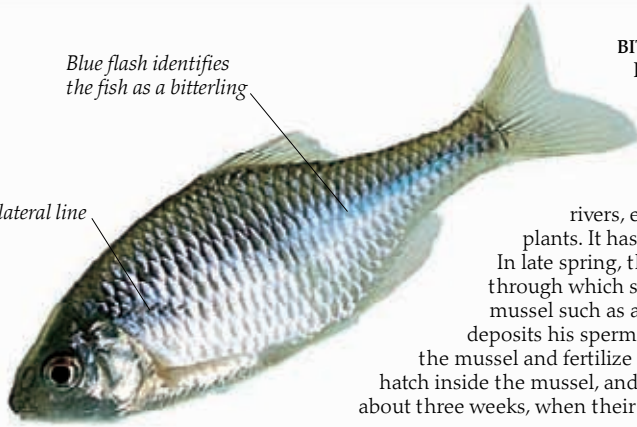 Blue flash identifies
the fish as a bitterling
lateral line
rivers, e
plants. It has
In late spring, th
through which s
mussel such as a
deposits his sperm
the mussel and fertilize
hatch inside the mussel, and
about three weeks, when their